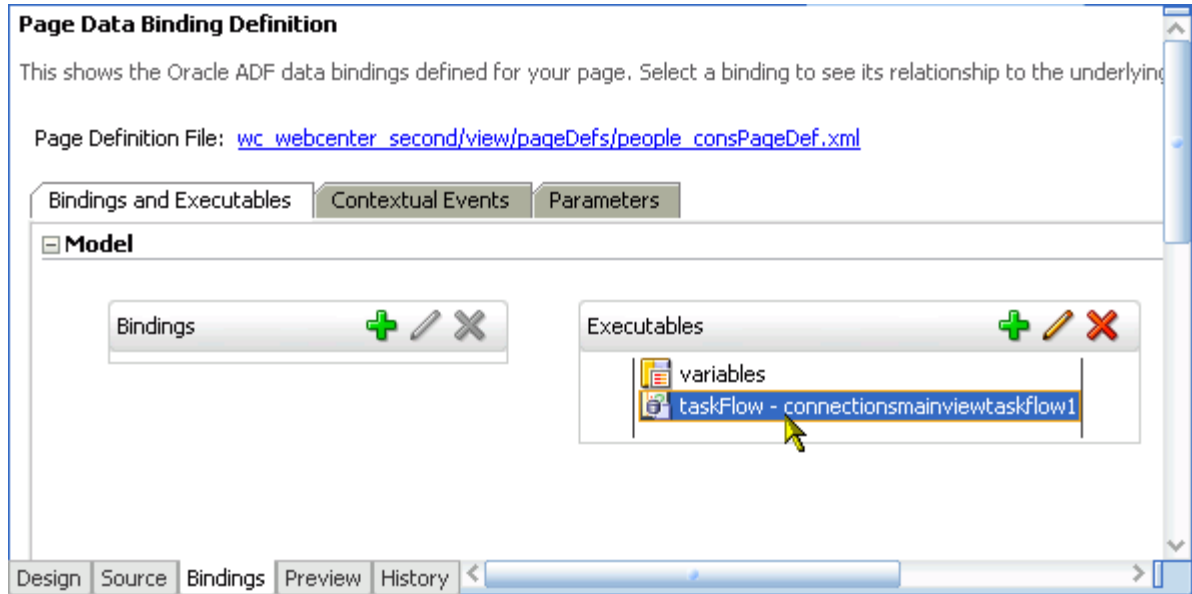 Page Data Binding Definition
This shows the Oracle ADF data bindings defined for your page. Select a binding to see its relationship to the underlying
Page Definition File: wc_webcenter_second/view/pageDefs/people_consPageDef.xml
Bindings and Executables Contextual Events Parameters
Model
Bindings Executables
variables
taskFlow - connectionsmainviewtaskflow1
Design Source Bindings Preview History